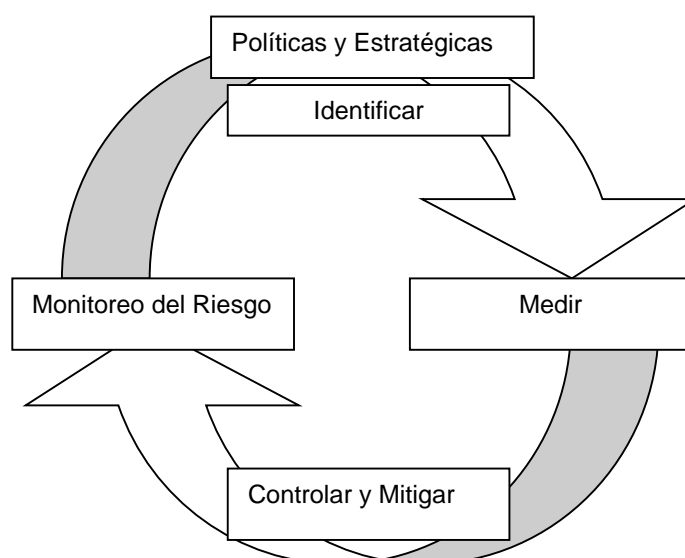 Políticas y Estratégicas
Identificar
Monitoreo del Riesgo
Medir
Controlar y Mitigar